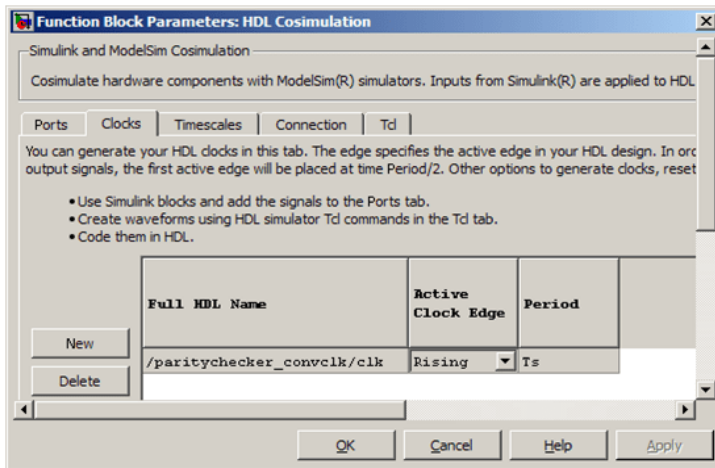 Function Block Parameters: HDL Cosimulation
Simulink and ModelSim Cosimulation
Cosimulate hardware components with ModelSim(R) simulators. Inputs from Simulink(R) are applied to HDL
Ports Clocks Timescales Connection Tcl
You can generate your HDL clocks in this tab. The edge specifies the active edge in your HDL design. In orc
output signals, the first active edge will be placed at time Period/2. Other options to generate clocks, reset
•Use Simulink blocks and add the signals to the Ports tab.
•Create waveforms using HDL simulator Tcl commands in the Tcl tab.
•Code them in HDL.
Full HDL Name
Active
Clock Edge
Period
New
/paritychecker_convclk/clk Rising Ts
Delete
OK Cancel Help Apply